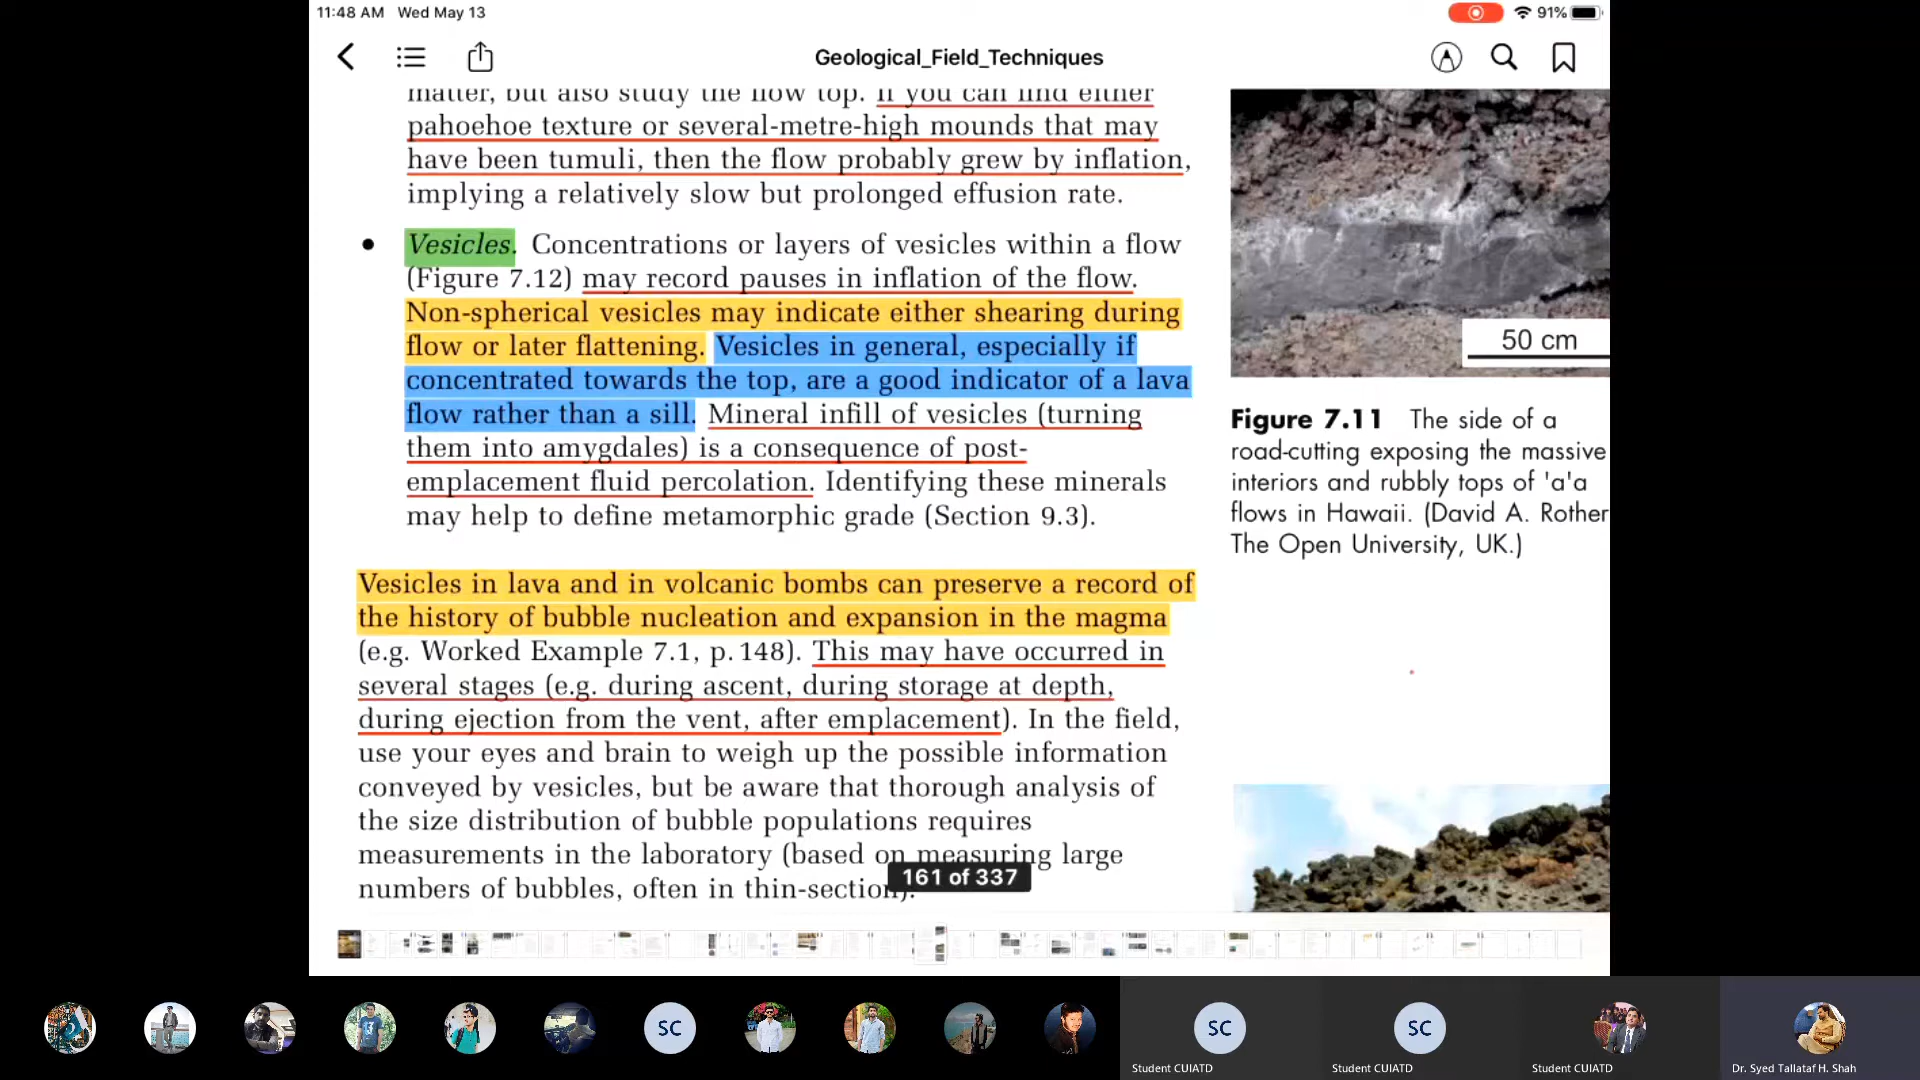 11:48 AM Wed May 13
91%
Geological_Field_Techniques
matter, but also study the flow top. If you can find either
pahoehoe texture or several-metre-high mounds that may
have been tumuli, then the flow probably grew by inflation,
implying a relatively slow but prolonged effusion rate.
• Vesicles. Concentrations or layers of vesicles within a flow
(Figure 7.12) may record pauses in inflation of the flow.
Non-spherical vesicles may indicate either shearing during
flow or later flattening. Vesicles in general, especially if
concentrated towards the top, are a good indicator of a lava
flow rather than a sill. Mineral infill of vesicles (turning
them into amygdales) is a consequence of post-
emplacement fluid percolation. Identifying these minerals
may help to define metamorphic grade (Section 9.3).
Vesicles in lava and in volcanic bombs can preserve a record of
the history of bubble nucleation and expansion in the magma
(e.g. Worked Example 7.1, p. 148). This may have occurred in
several stages (e.g. during ascent, during storage at depth,
during ejection from the vent, after emplacement). In the field,
use your eyes and brain to weigh up the possible information
conveyed by vesicles, but be aware that thorough analysis of
the size distribution of bubble populations requires
measurements in the laboratory (based on measuring large
numbers of bubbles, often in thin-section).
161 of 337
50 cm
Figure 7.11 The side of a
road-cutting exposing the massive
interiors and rubbly tops of 'a'a
flows in Hawaii. (David A. Rother
The Open University, UK.)
SC
SC
SC
Student CUIATD
Student CUIATD
Student CUIATD
Dr. Syed Tallataf H. Shah